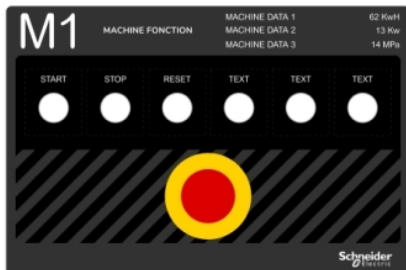 M1 MACHINE FONCTION
MACHINE DATA 1 62 KwH
MACHINE DATA 2 13 Kw
MACHINE DATA 3 14 MPa
START STOP RESET TEXT TEXT TEXT
Schneider
Electric